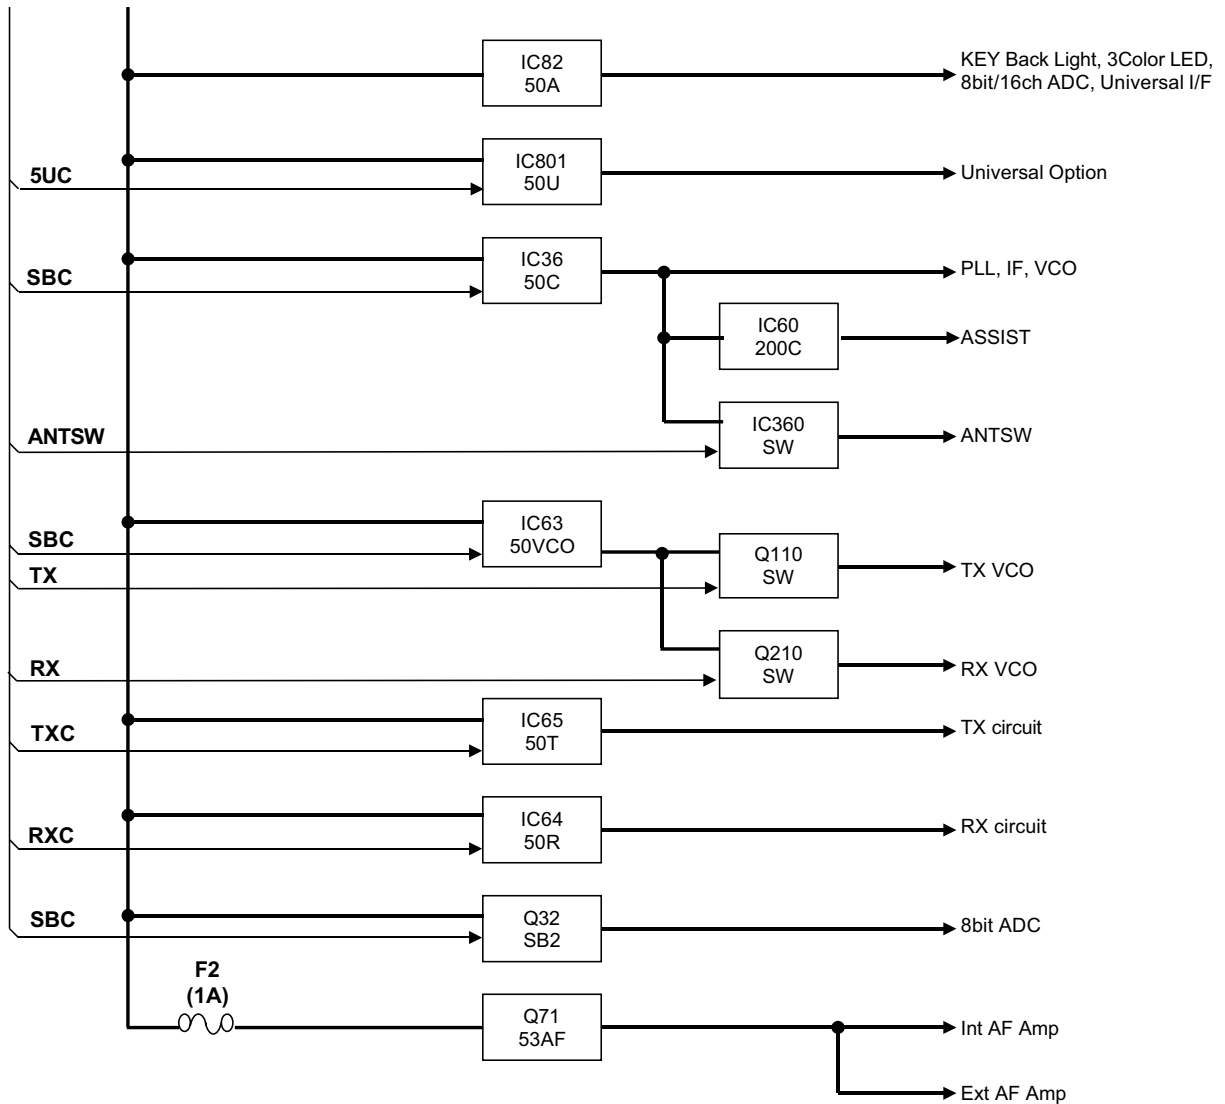 IC82
50A
KEY Back Light, 3Color LED,
8bit/16ch ADC, Universal I/F
5UC
IC801
50U
Universal Option
SBC
IC36
50C
PLL, IF, VCO
IC60
200C
ASSIST
ANTSW
IC360
SW
ANTSW
SBC
IC63
50VCO
TX
Q110
SW
TX VCO
RX
Q210
SW
RX VCO
TXC
IC65
50T
TX circuit
RXC
IC64
50R
RX circuit
SBC
Q32
SB2
8bit ADC
F2
(1A)
Q71
53AF
Int AF Amp
Ext AF Amp